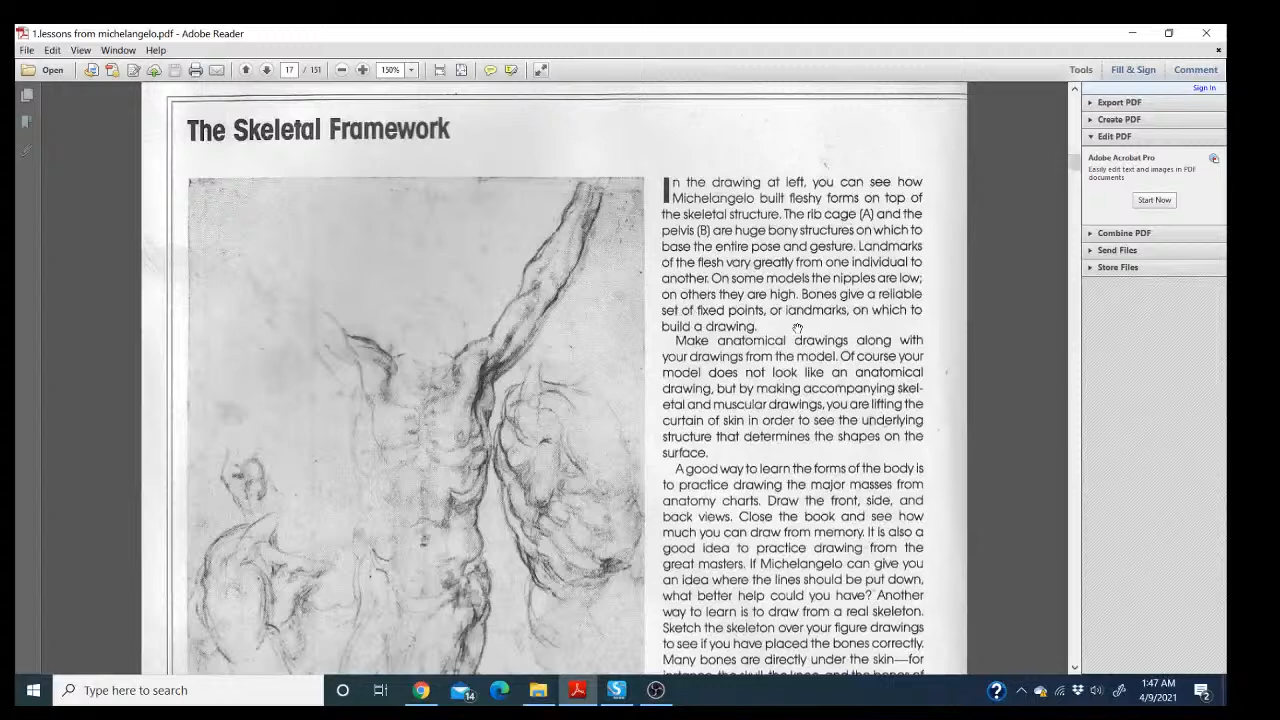 1.lessons from michelangelo.pdf - Adobe Reader
File Edit View Window Help
Open 17 / 151 150% Tools Fill & Sign Comment
Sign In
Export PDF
Create PDF
Edit PDF
Adobe Acrobat Pro
Easily edit text and images in PDF
documents
Start Now
Combine PDF
Send Files
Store Files
The Skeletal Framework
In the drawing at left, you can see how
Michelangelo built fleshy forms on top of
the skeletal structure. The rib cage (A) and the
pelvis (B) are huge bony structures on which to
base the entire pose and gesture. Landmarks
of the flesh vary greatly from one individual to
another. On some models the nipples are low;
on others they are high. Bones give a reliable
set of fixed points, or landmarks, on which to
build a drawing.
Make anatomical drawings along with
your drawings from the model. Of course your
model does not look like an anatomical
drawing, but by making accompanying skel-
etal and muscular drawings, you are lifting the
curtain of skin in order to see the underlying
structure that determines the shapes on the
surface.
A good way to learn the forms of the body is
to practice drawing the major masses from
anatomy charts. Draw the front, side, and
back views. Close the book and see how
much you can draw from memory. It is also a
good idea to practice drawing from the
great masters. If Michelangelo can give you
an idea where the lines should be put down,
what better help could you have? Another
way to learn is to draw from a real skeleton.
Sketch the skeleton over your figure drawings
to see if you have placed the bones correctly.
Many bones are directly under the skin—for
instance, the skull, the knee, and the bones of
Type here to search
14
1:47 AM
4/9/2021
2